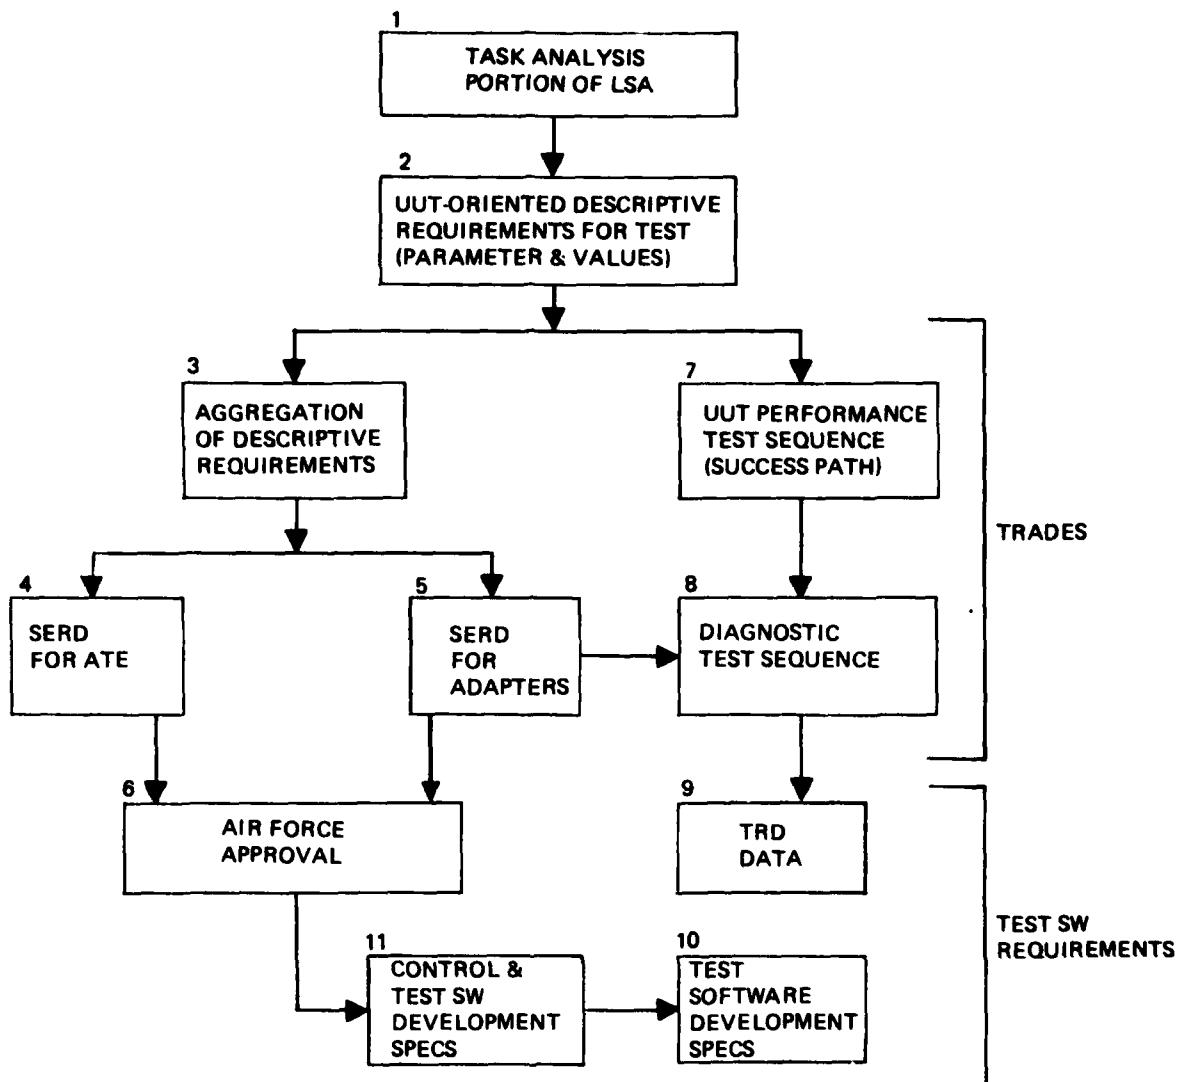 1
TASK ANALYSIS
PORTION OF LSA
2
UUT-ORIENTED DESCRIPTIVE
REQUIREMENTS FOR TEST
(PARAMETER & VALUES)
3
AGGREGATION
OF DESCRIPTIVE
REQUIREMENTS
7
UUT PERFORMANCE
TEST SEQUENCE
(SUCCESS PATH)
TRADES
4
SERD
FOR ATE
5
SERD
FOR
ADAPTERS
8
DIAGNOSTIC
TEST SEQUENCE
6
AIR FORCE
APPROVAL
9
TRD
DATA
TEST SW
REQUIREMENTS
11
CONTROL &
TEST SW
DEVELOPMENT
SPECS
10
TEST
SOFTWARE
DEVELOPMENT
SPECS